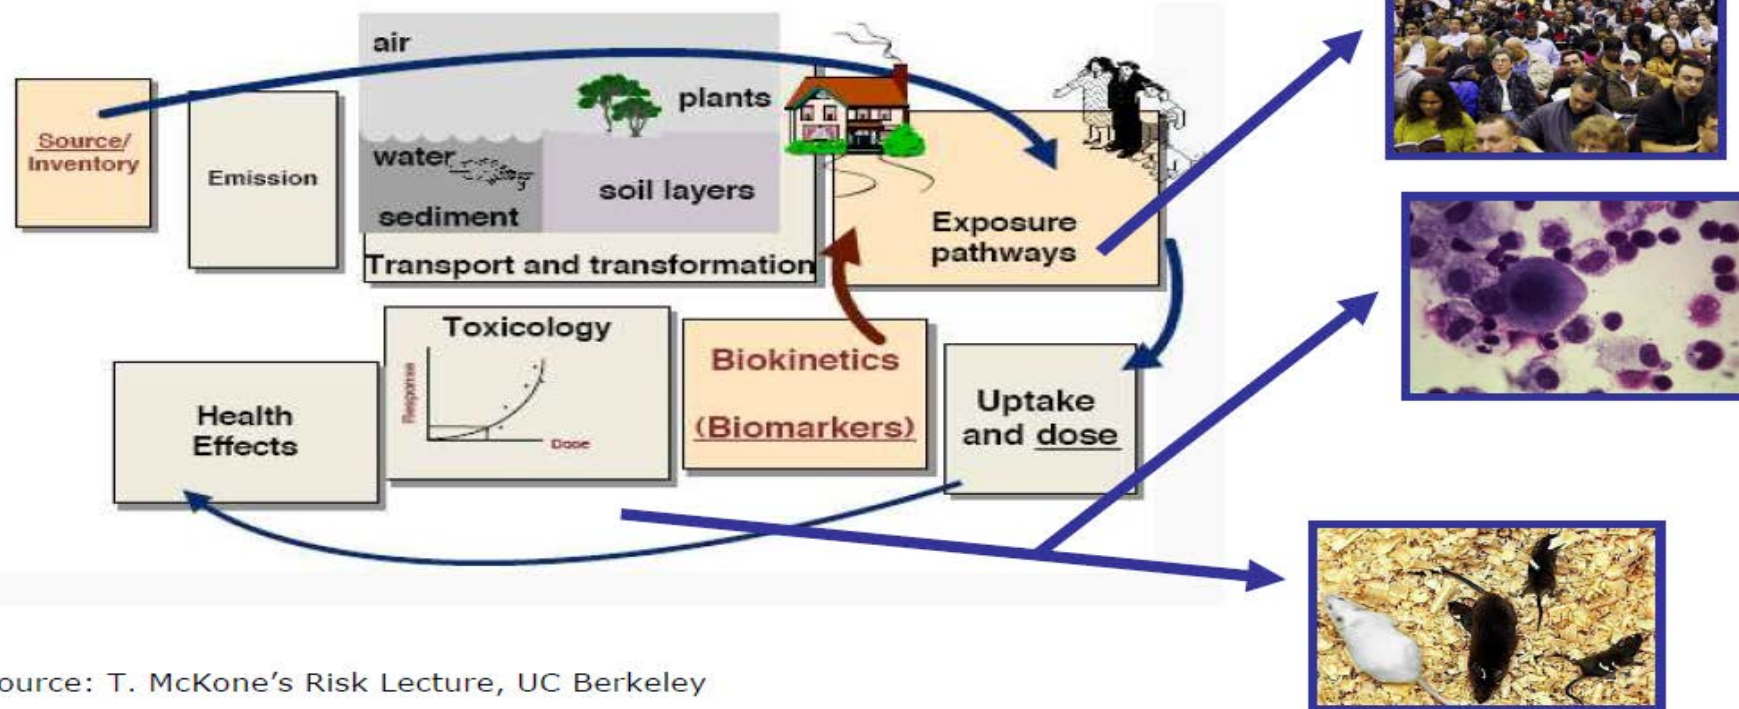 air
plants
Source/
Inventory
Emission
water
soil layers
sediment
Transport and transformation
Exposure
pathways
Toxicology
Response
Dose
Biokinetics
(Biomarkers)
Uptake
and dose
Health
Effects
ource: T. McKone's Risk Lecture, UC Berkeley